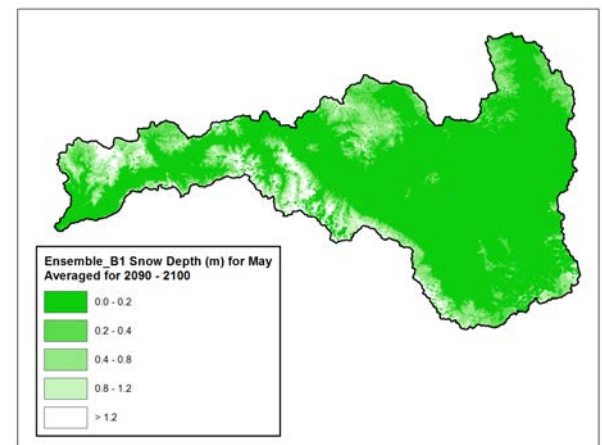 Ensemble_B1 Snow Depth (m) for May
Averaged for 2090 - 2100
0.0 - 0.2
0.2 - 0.4
0.4 - 0.8
0.8 - 1.2
> 1.2